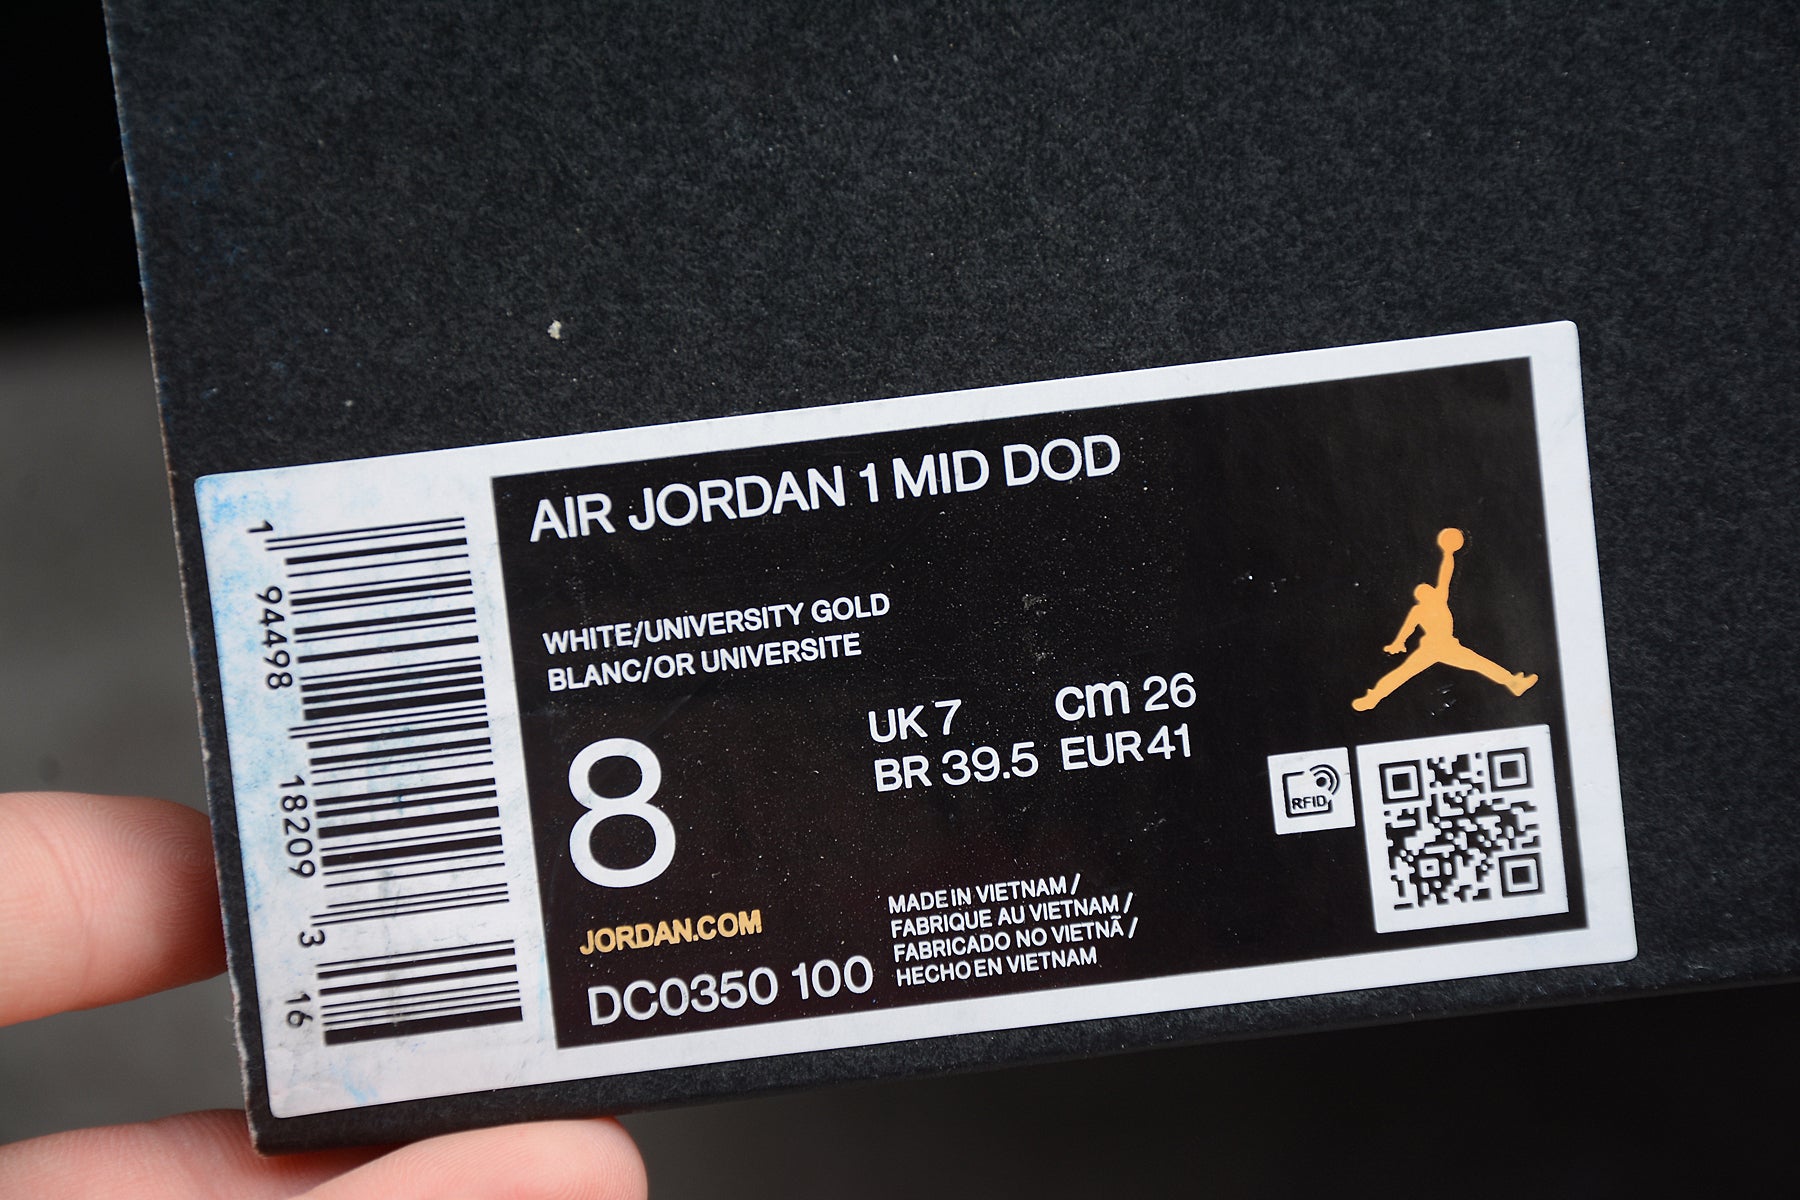 AIR JORDAN 1 MID DOD
WHITE/UNIVERSITY GOLD
BLANC/OR UNIVERSITE
8
UK 7 cm 26
BR 39.5 EUR 41
RFID
JORDAN.COM
DC0350 100
MADE IN VIETNAM /
FABRIQUE AU VIETNAM /
FABRICADO NO VIETNÃ /
HECHO EN VIETNAM
1 94498 18209 3 16